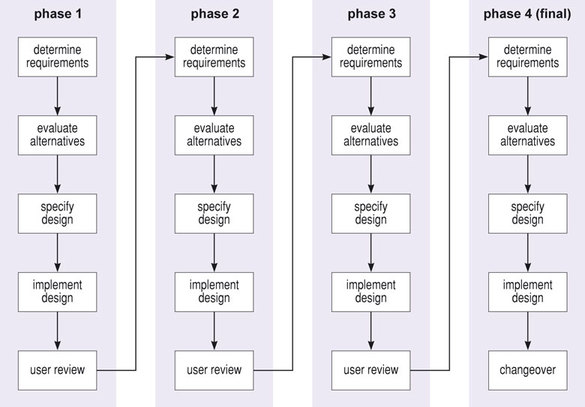 phase 1
determine
requirements
evaluate
alternatives
specify
design
implement
design
user review
phase 2
determine
requirements
evaluate
alternatives
specify
design
implement
design
user review
phase 3
determine
requirements
evaluate
alternatives
specify
design
implement
design
user review
phase 4 (final)
determine
requirements
evaluate
alternatives
specify
design
implement
design
changeover